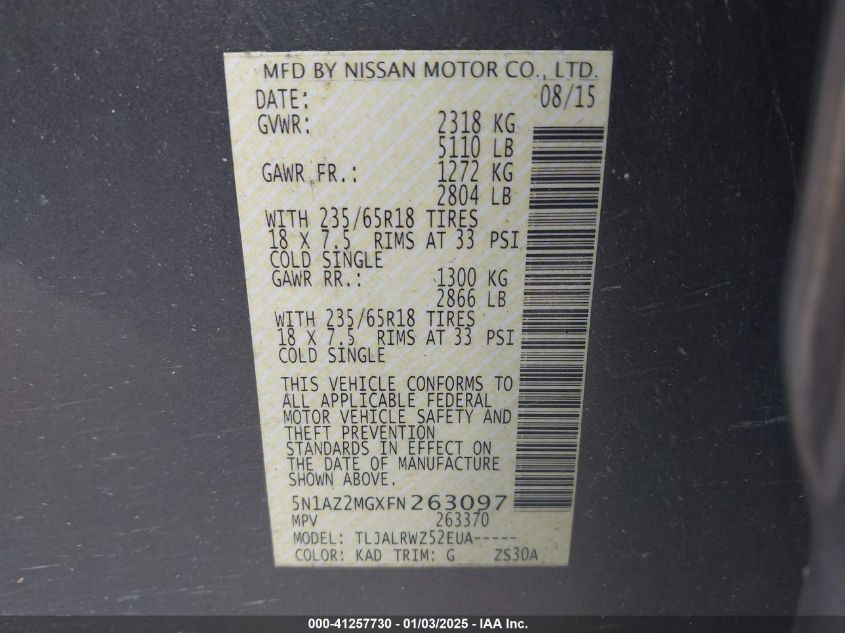 MFD BY NISSAN MOTOR CO., LTD.
DATE: 08/15
GVWR: 2318 KG
5110 LB
GAWR FR.: 1272 KG
2804 LB
WITH 235/65R18 TIRES
18 X 7.5 RIMS AT 33 PSI
COLD SINGLE
GAWR RR.: 1300 KG
2866 LB
WITH 235/65R18 TIRES
18 X 7.5 RIMS AT 33 PSI
COLD SINGLE
THIS VEHICLE CONFORMS TO
ALL APPLICABLE FEDERAL
MOTOR VEHICLE SAFETY AND
THEFT PREVENTION
STANDARDS IN EFFECT ON
THE DATE OF MANUFACTURE
SHOWN ABOVE.
5N1AZ2MGXFN263097
MPV 263370
MODEL: TLJALRWZ52EUA-----
COLOR: KAD TRIM: G ZS30A
000-41257730 - 01/03/2025 - IAA Inc.